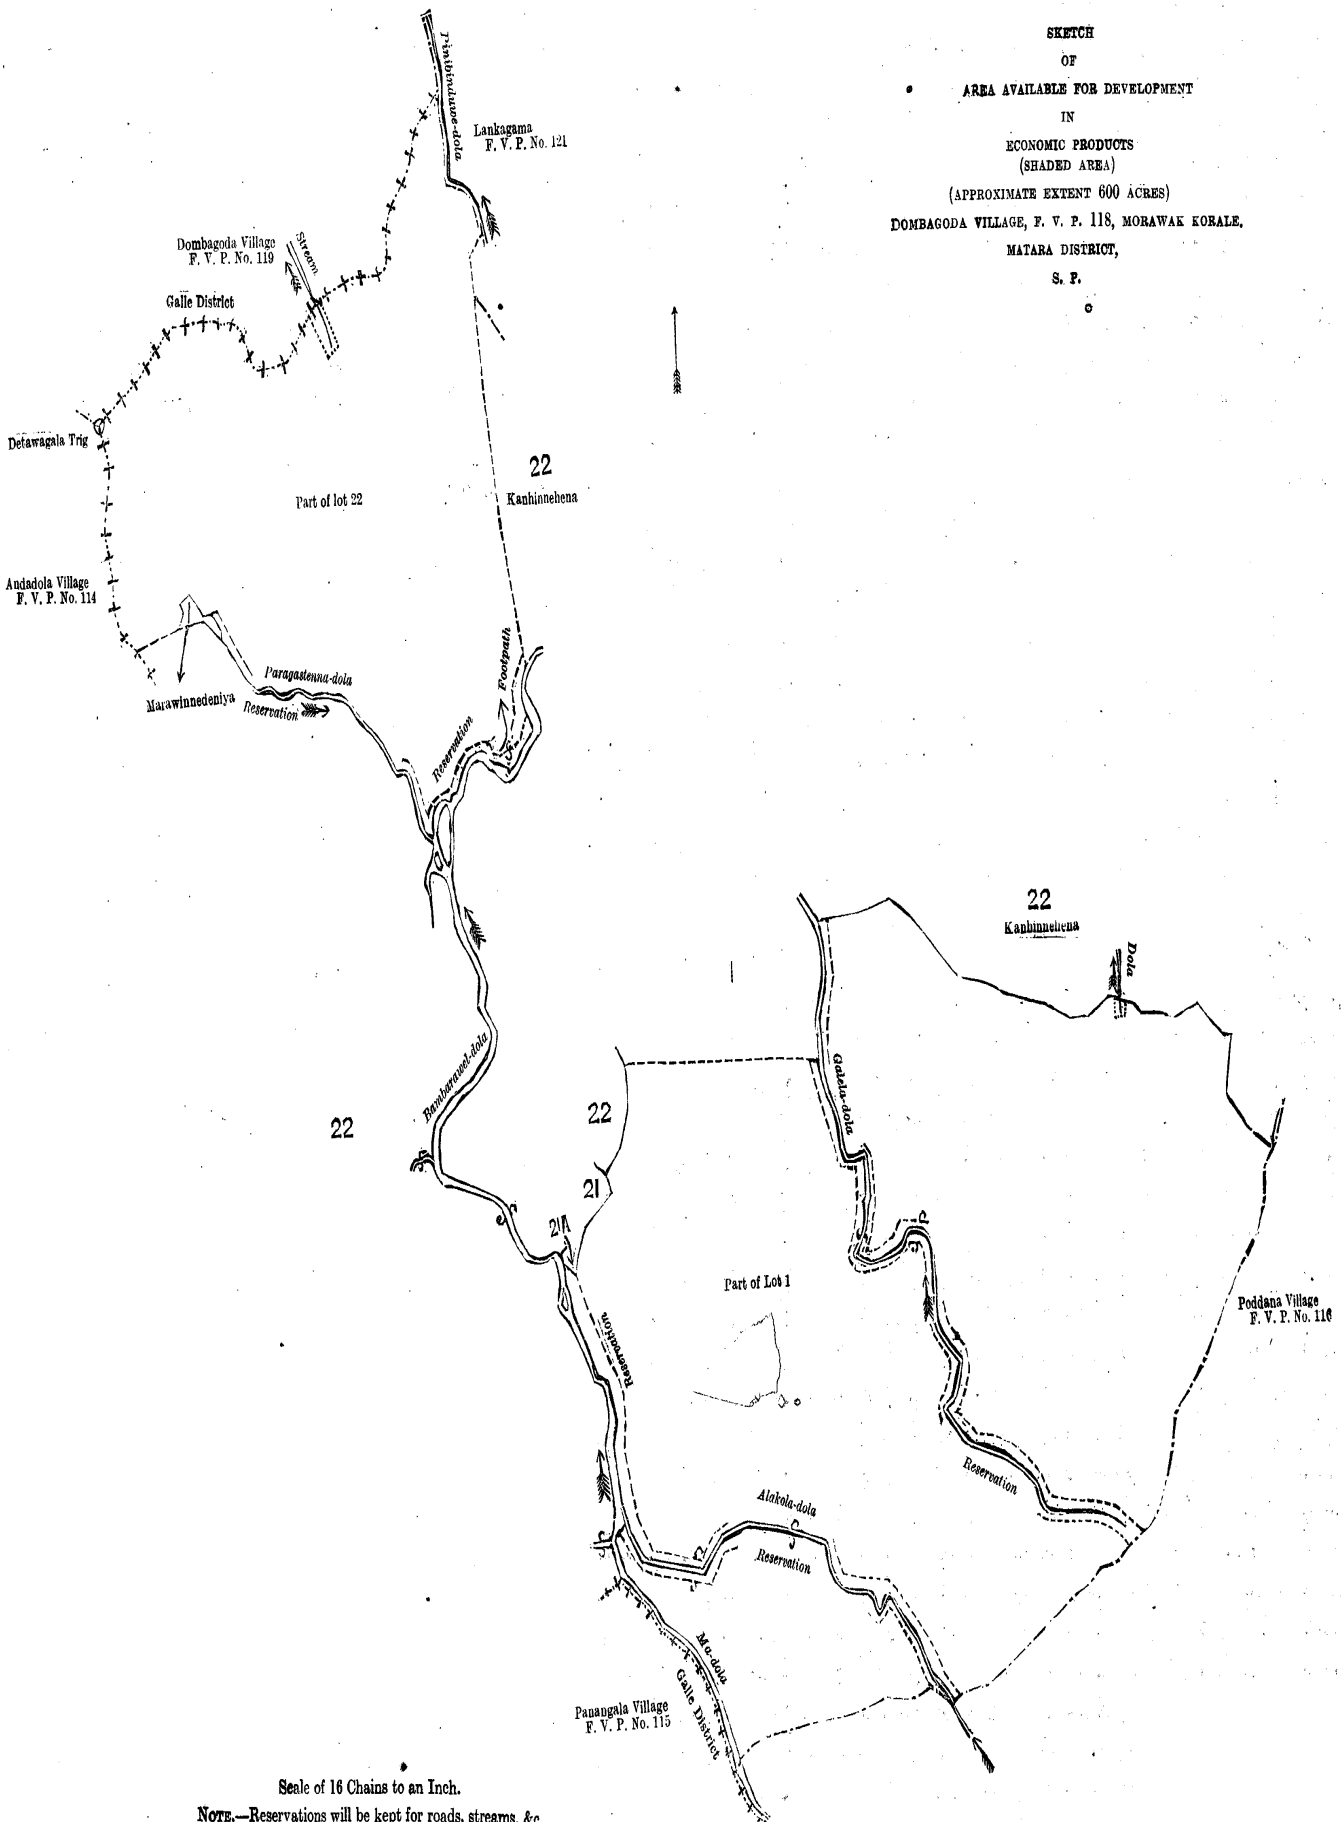 SKETCH
OF
AREA AVAILABLE FOR DEVELOPMENT
IN
ECONOMIC PRODUCTS
(SHADED AREA)
(APPROXIMATE EXTENT 600 ACRES)
DOMBAGODA VILLAGE, F. V. P. 118, MORAWAK KORALE,
MATARA DISTRICT,
S. P.
Pinibinduwe-dola
Lankagama
F. V. P. No. 121
Dombagoda Village
F. V. P. No. 119
Stream
Galle District
Detawagala Trig
22
Kanhinnehena
Part of lot 22
Andadola Village
F. V. P. No. 114
Footpath
Paragastenna-dola
Marawinnedeniya
Reservation
Reservation
22
Kanhinnehena
Dola
Bambarawel-dola
Galela-dola
22
22
21
21A
Part of Lot 1
Poddana Village
F. V. P. No. 116
Reservation
Reservation
Alakola-dola
Reservation
Ma-dola
Galle District
Panangala Village
F. V. P. No. 115
Scale of 16 Chains to an Inch.
NOTE.—Reservations will be kept for roads, streams, &c